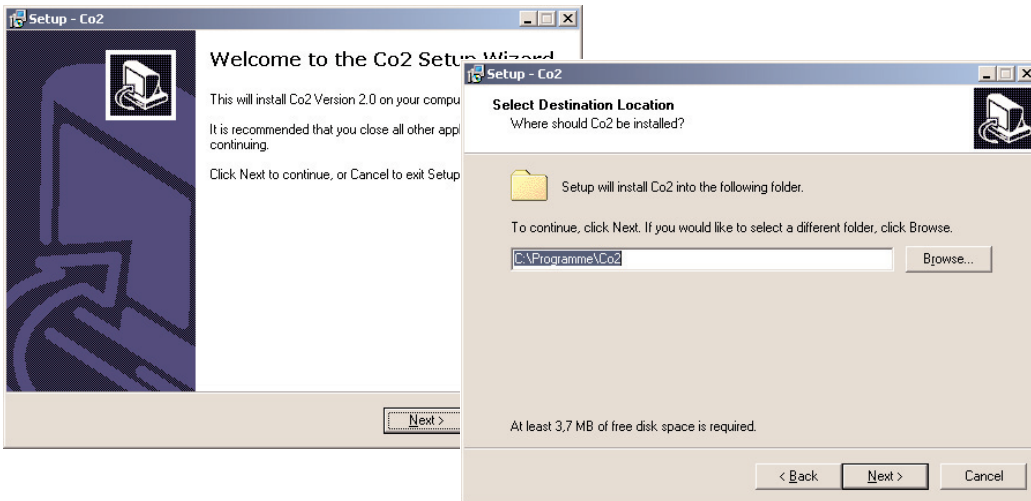 Setup - Co2
Welcome to the Co2 Setup Wizard
This will install Co2 Version 2.0 on your compu
It is recommended that you close all other appl
continuing.
Click Next to continue, or Cancel to exit Setup
Next >
Setup - Co2
Select Destination Location
Where should Co2 be installed?
Setup will install Co2 into the following folder.
To continue, click Next. If you would like to select a different folder, click Browse.
C:\Programme\Co2
Browse...
At least 3,7 MB of free disk space is required.
< Back Next > Cancel